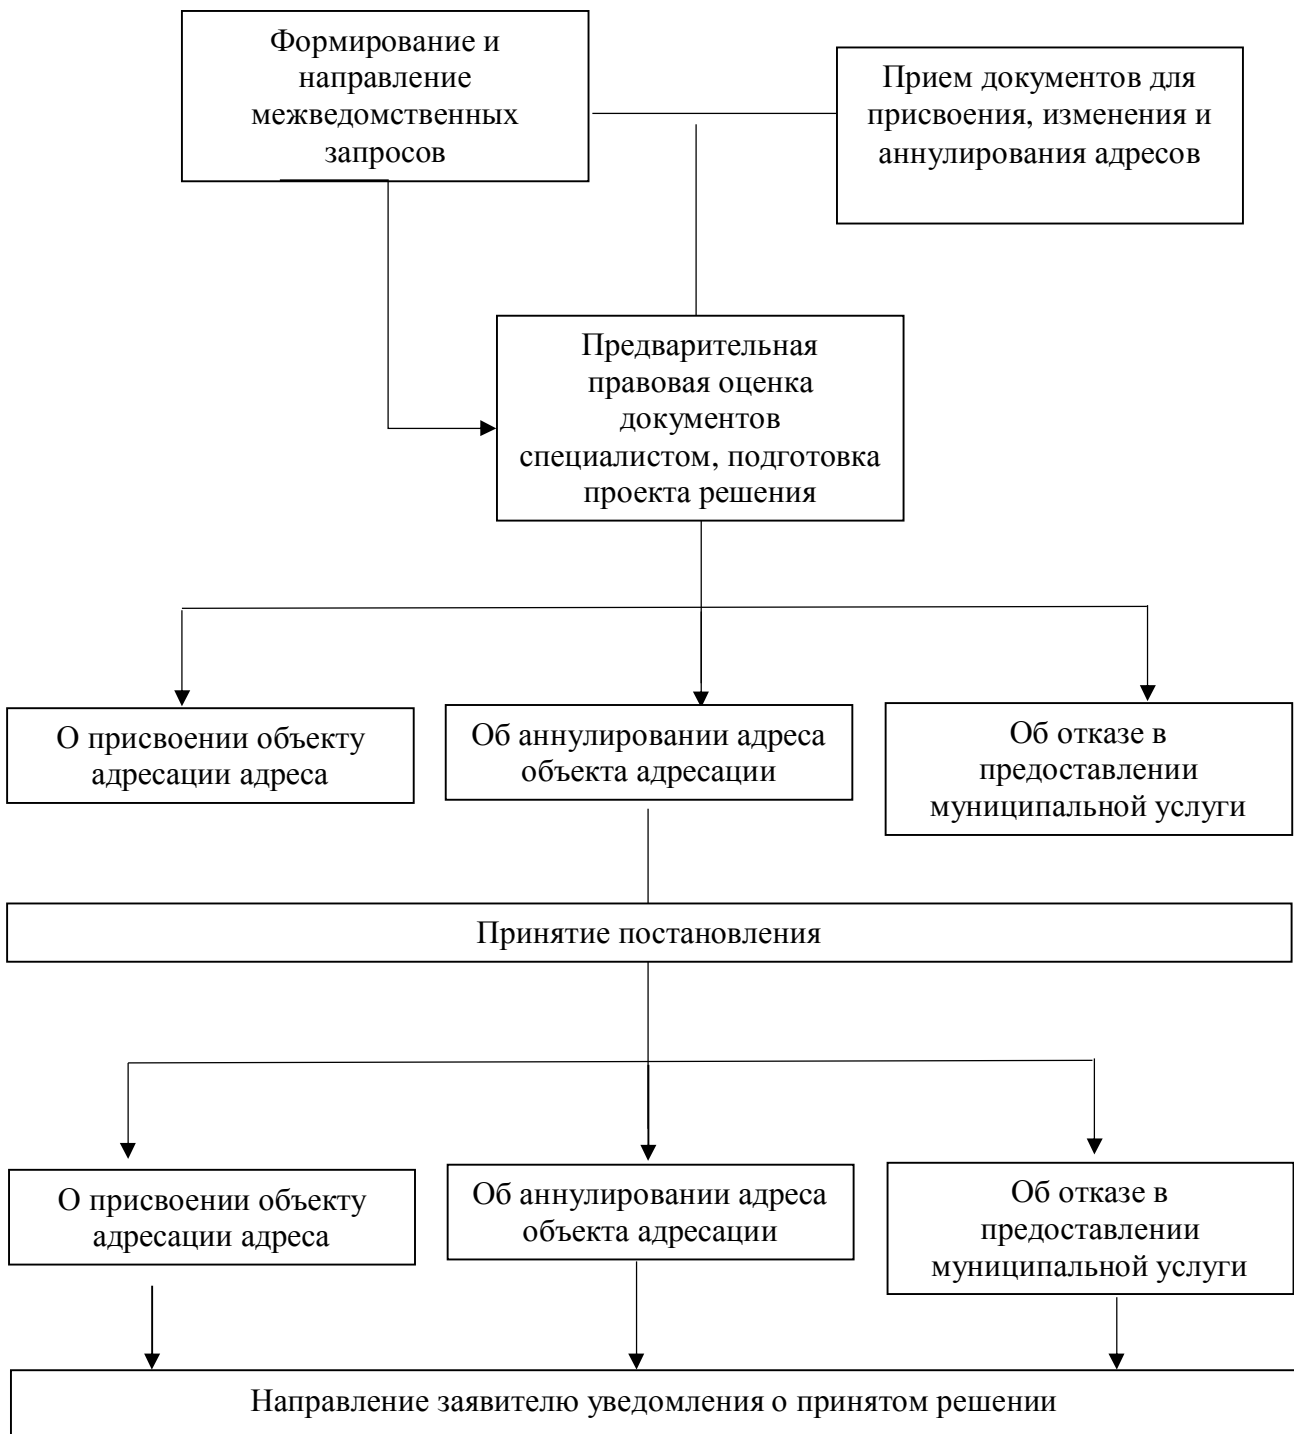 Формирование и
направление
межведомственных
запросов
Прием документов для
присвоения, изменения и
аннулирования адресов
Предварительная
правовая оценка
документов
специалистом, подготовка
проекта решения
О присвоении объекту
адресации адреса
Об аннулировании адреса
объекта адресации
Об отказе в
предоставлении
муниципальной услуги
Принятие постановления
О присвоении объекту
адресации адреса
Об аннулировании адреса
объекта адресации
Об отказе в
предоставлении
муниципальной услуги
Направление заявителю уведомления о принятом решении